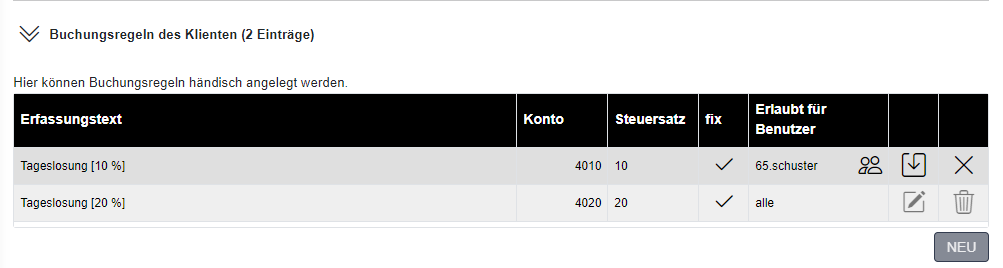 Buchungsregeln des Klienten (2 Einträge)
Hier können Buchungsregeln händisch angelegt werden.
Erfassungstext Konto Steuersatz fix Erlaubt für
Benutzer
Tageslosung [10 %] 4010 10 65.schuster
Tageslosung [20 %] 4020 20 alle
NEU